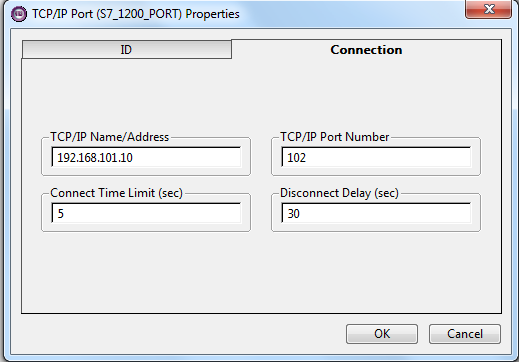 TCP/IP Port (S7_1200_PORT) Properties
ID
Connection
TCP/IP Name/Address
TCP/IP Port Number
192.168.101.10
102
Connect Time Limit (sec)
Disconnect Delay (sec)
5
30
OK
Cancel